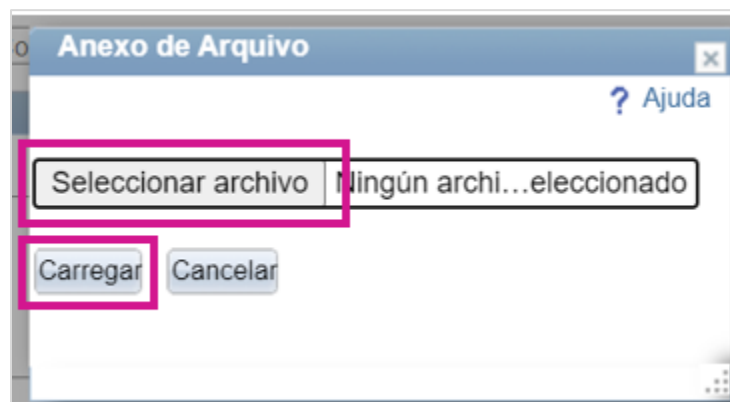 Anexo de Arquivo
? Ajuda
Seleccionar archivo Ningún archi...eleccionado
Carregar Cancelar